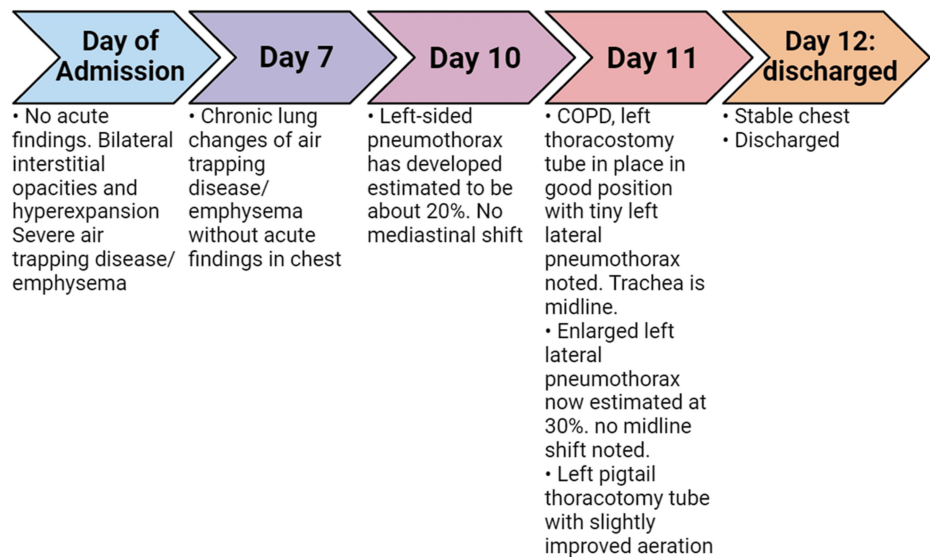 Day of
Admission
• No acute
findings. Bilateral
interstitial
opacities and
hyperexpansion
Severe air
trapping disease/
emphysema
Day 7
• Chronic lung
changes of air
trapping
disease/
emphysema
without acute
findings in chest
Day 10
• Left-sided
pneumothorax
has developed
estimated to be
about 20%. No
mediastinal shift
Day 11
• COPD, left
thoracostomy
tube in place in
good position
with tiny left
lateral
pneumothorax
noted. Trachea is
midline.
• Enlarged left
lateral
pneumothorax
now estimated at
30%. no midline
shift noted.
• Left pigtail
thoracotomy tube
with slightly
improved aeration
Day 12:
discharged
• Stable chest
• Discharged